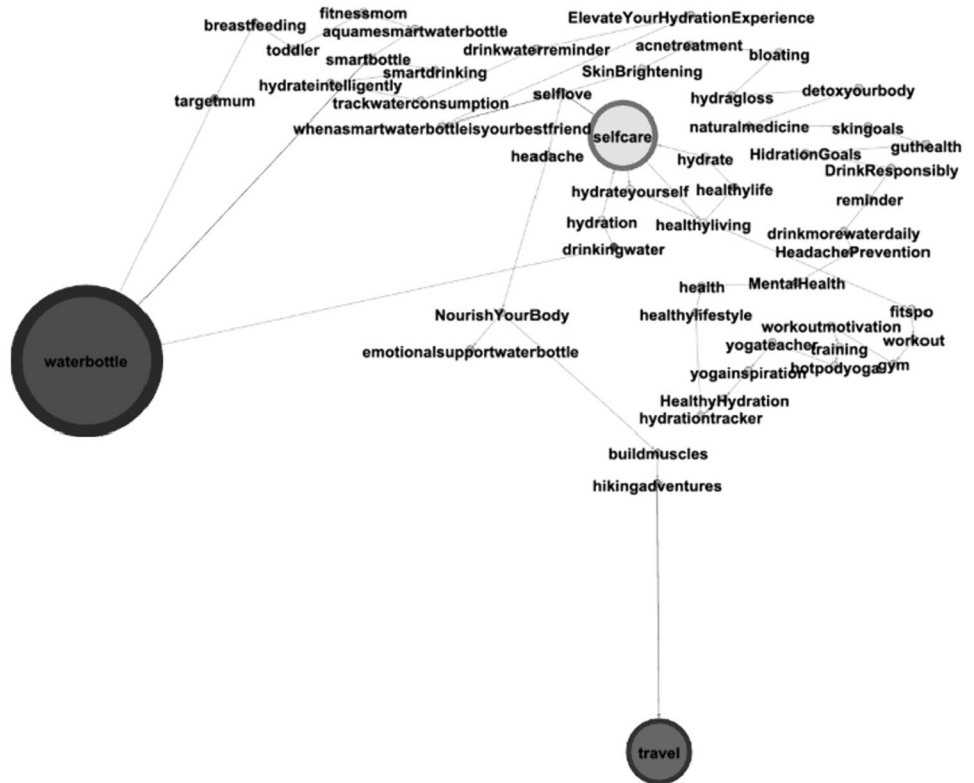 fitnessmom
ElevateYourHydrationExperience
breastfeeding
aquamesmartwaterbottle
toddler
drinkwaterreminder
acnetreatment
bloating
smartbottle
smartdrinking
SkinBrightening
hydrateintelligently
selflove
hydragloss
detoxyourbody
targetmum
trackwaterconsumption
whenasmartwaterbottleisyourbestfriend
selfcare
naturalmedicine
skingoals
guthealth
headache
hydrate
HidrationGoals
DrinkResponsibly
hydrateyourself
healthylife
reminder
hydration
healthyliving
drinkmorewaterdaily
drinkingwater
HeadachePrevention
health
MentalHealth
NourishYourBody
healthylifestyle
fitspo
workoutmotivation
workout
emotionalsupportwaterbottle
yogateacher
training
waterbottle
yogainspiration
hotpodyoga
gym
HealthyHydration
hydrationtracker
buildmuscles
hikingadventures
travel